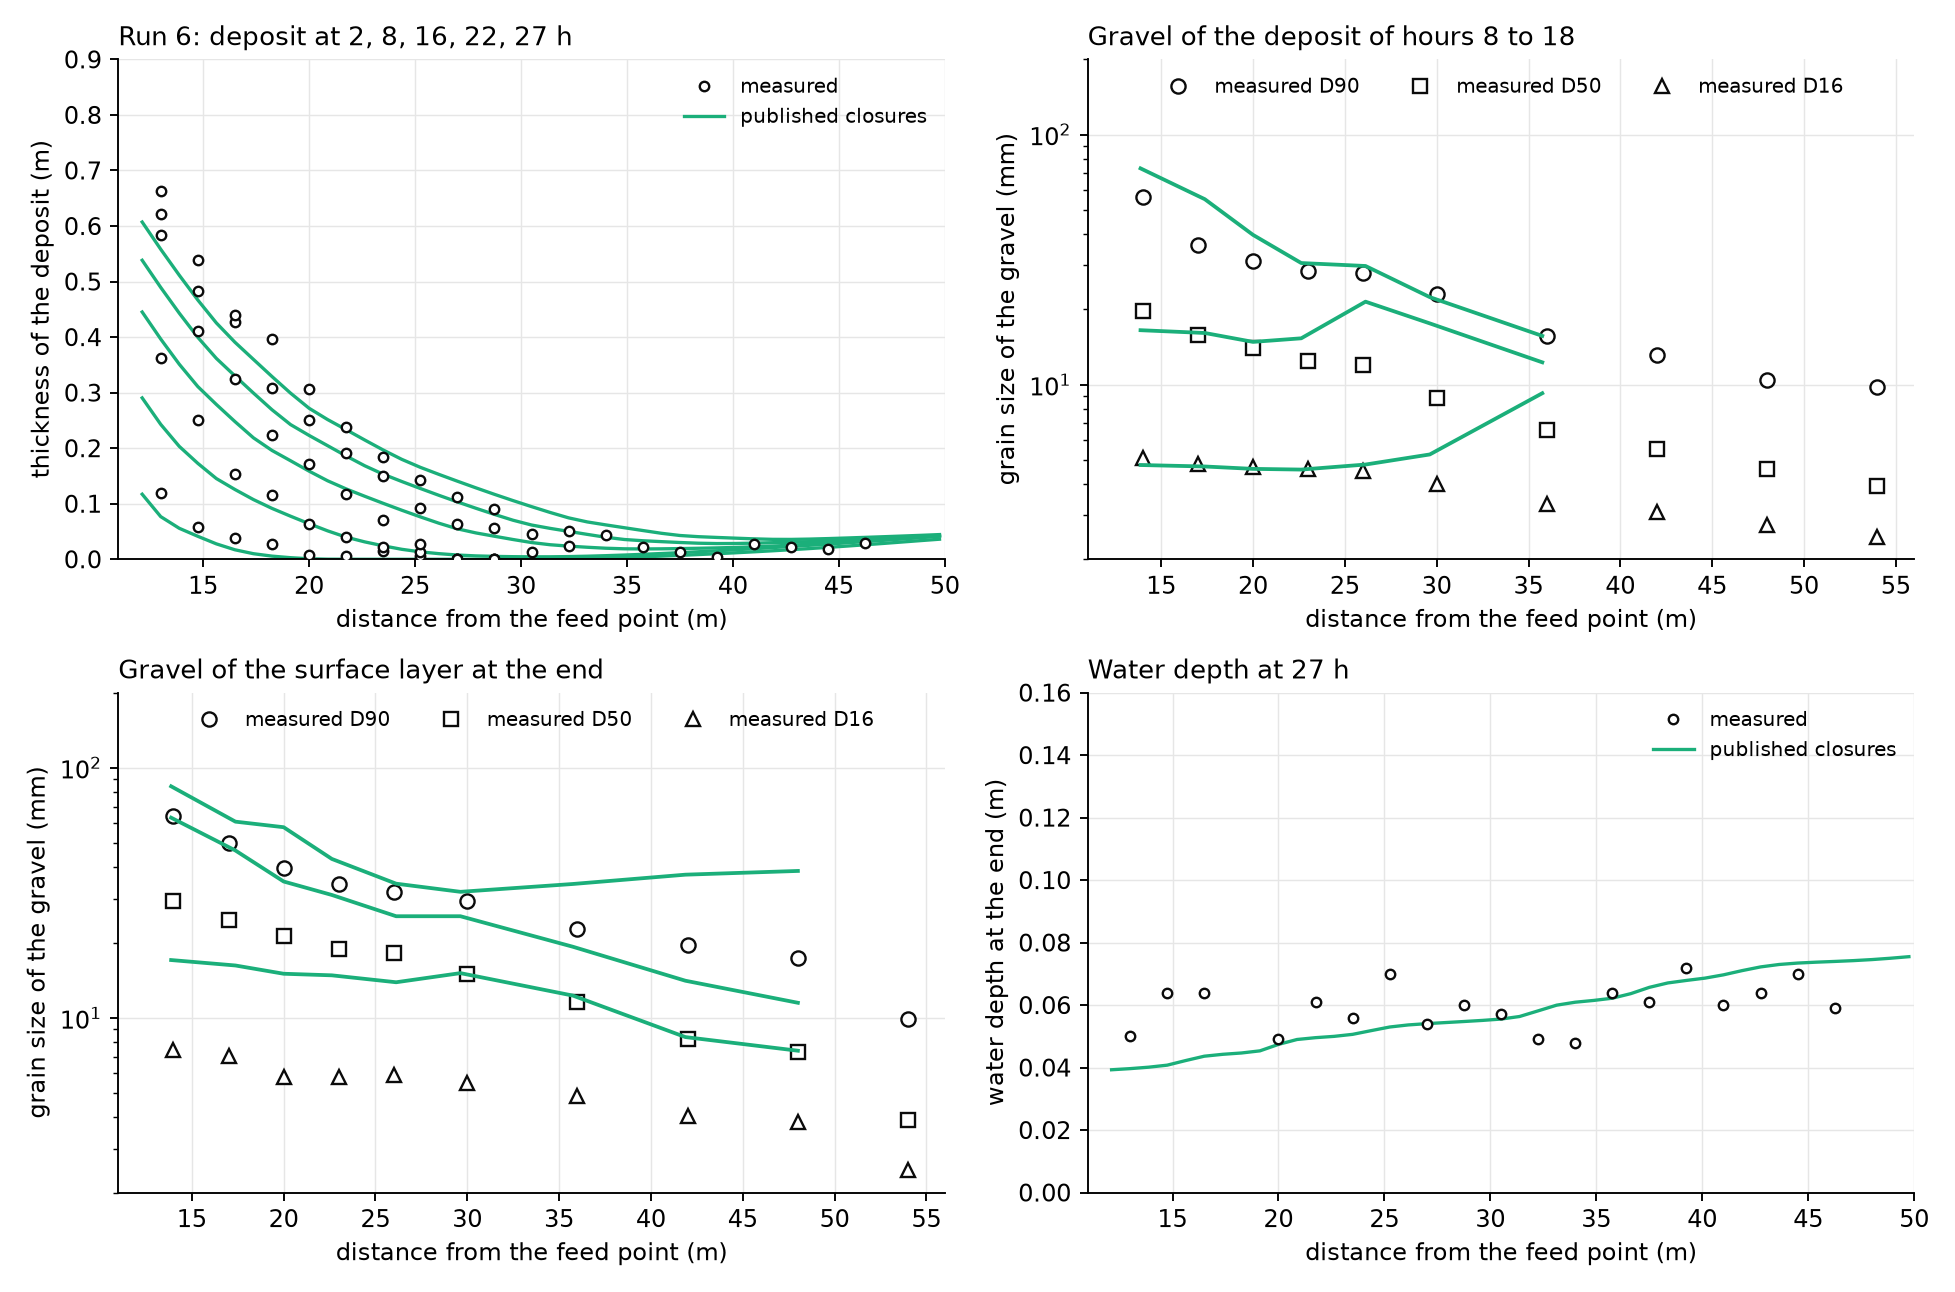 Run 6: deposit at 2, 8, 16, 22, 27 h
measured
published closures
thickness of the deposit (m)
0.9
0.8
0.7
0.6
0.5
0.4
0.3
0.2
0.1
0.0
15 20 25 30 35 40 45 50
distance from the feed point (m)
Gravel of the deposit of hours 8 to 18
measured D90 measured D50 measured D16
grain size of the gravel (mm)
10²
10¹
15 20 25 30 35 40 45 50 55
distance from the feed point (m)
Gravel of the surface layer at the end
measured D90 measured D50 measured D16
grain size of the gravel (mm)
10²
10¹
15 20 25 30 35 40 45 50 55
distance from the feed point (m)
Water depth at 27 h
measured
published closures
water depth at the end (m)
0.16
0.14
0.12
0.10
0.08
0.06
0.04
0.02
0.00
15 20 25 30 35 40 45 50
distance from the feed point (m)